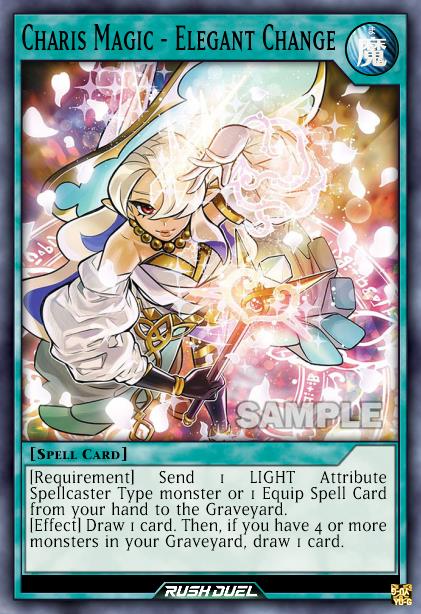 Charis Magic - Elegant Change
ま
魔
SAMPLE
[Spell Card]
[Requirement] Send 1 LIGHT Attribute
Spellcaster Type monster or 1 Equip Spell Card
from your hand to the Graveyard.
[Effect] Draw 1 card. Then, if you have 4 or more
monsters in your Graveyard, draw 1 card.
RUSH DUEL